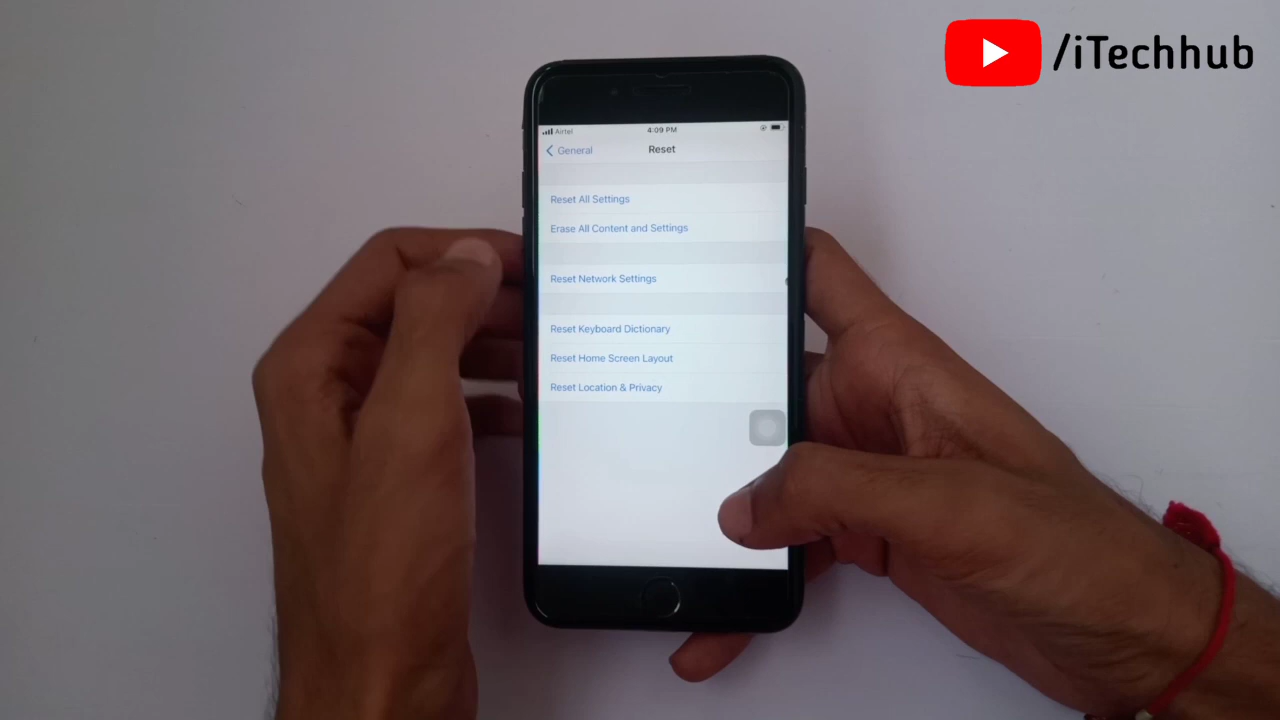 /iTechhub
Airtel
4:09 PM
General
Reset
Reset All Settings
Erase All Content and Settings
Reset Network Settings
Reset Keyboard Dictionary
Reset Home Screen Layout
Reset Location & Privacy